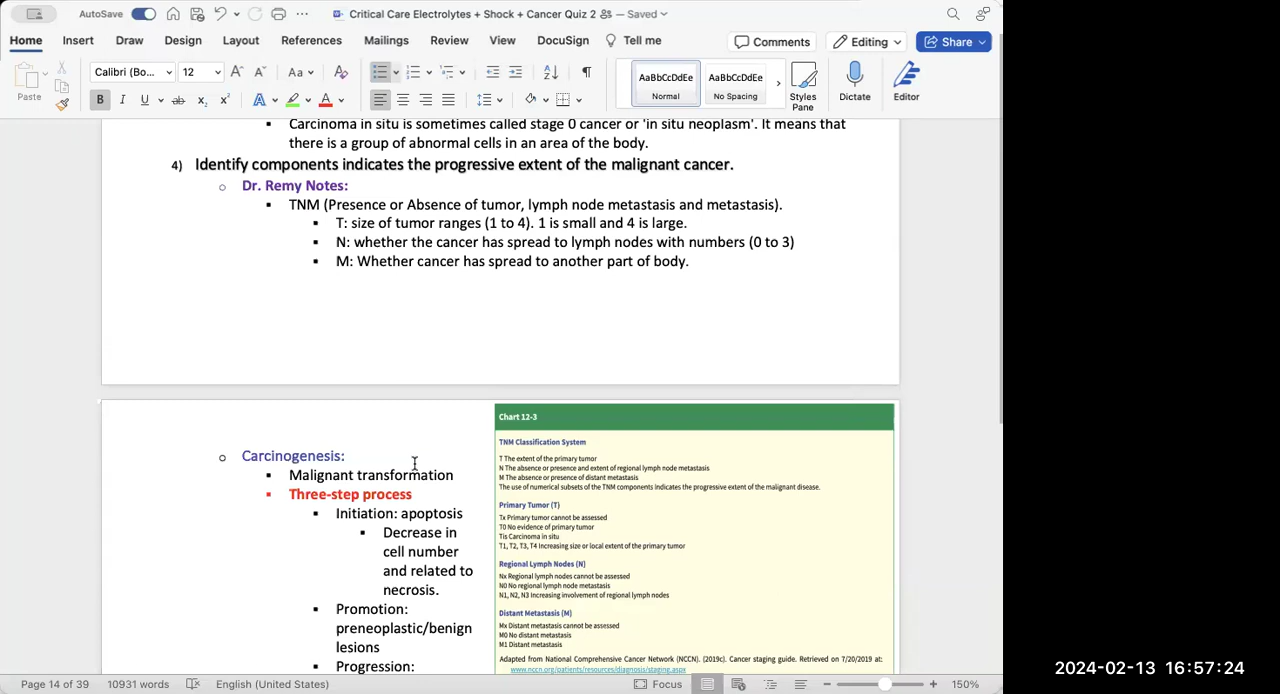 AutoSave
Critical Care Electrolytes + Shock + Cancer Quiz 2
— Saved
Home
Insert
Draw
Design
Layout
References
Mailings
Review
View
DocuSign
Tell me
Comments
Editing
Share
Paste
Calibri (Bo...
12
AaBbCcDdEe
Normal
AaBbCcDdEe
No Spacing
Styles
Pane
Dictate
Editor
Carcinoma in situ is sometimes called stage 0 cancer or 'in situ neoplasm'. It means that
there is a group of abnormal cells in an area of the body.
4) Identify components indicates the progressive extent of the malignant cancer.
Dr. Remy Notes:
TNM (Presence or Absence of tumor, lymph node metastasis and metastasis).
T: size of tumor ranges (1 to 4). 1 is small and 4 is large.
N: whether the cancer has spread to lymph nodes with numbers (0 to 3)
M: Whether cancer has spread to another part of body.
Carcinogenesis:
Malignant transformation
Three-step process
Initiation: apoptosis
Decrease in
cell number
and related to
necrosis.
Promotion:
preneoplastic/benign
lesions
Progression:
Chart 12-3
TNM Classification System
T The extent of the primary tumor
N The absence or presence and extent of regional lymph node metastasis
M The absence or presence of distant metastasis
The use of numerical subsets of the TNM components indicates the progressive extent of the malignant disease.
Primary Tumor (T)
Tx Primary tumor cannot be assessed
T0 No evidence of primary tumor
Tis Carcinoma in situ
T1, T2, T3, T4 Increasing size or local extent of the primary tumor
Regional Lymph Nodes (N)
Nx Regional lymph nodes cannot be assessed
N0 No regional lymph node metastasis
N1, N2, N3 Increasing involvement of regional lymph nodes
Distant Metastasis (M)
Mx Distant metastasis cannot be assessed
M0 No distant metastasis
M1 Distant metastasis
Adapted from National Comprehensive Cancer Network (NCCN). (2019c). Cancer staging guide. Retrieved on 7/20/2019 at:
www.nccn.org/patients/resources/diagnosis/staging.aspx
2024-02-13 16:57:24
Page 14 of 39
10931 words
English (United States)
Focus
150%